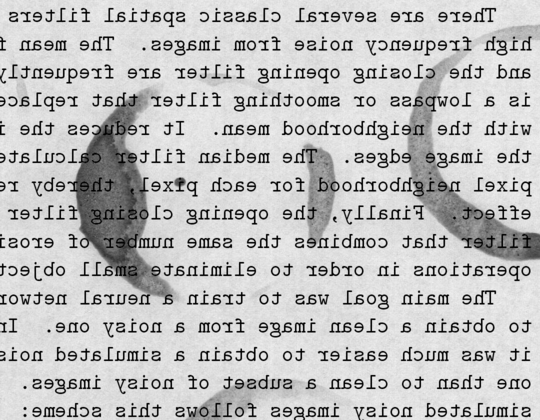 There are several classic spatial filters
high frequency noise from images. The mean f
and the closing opening filter are frequently
is a lowpass or smoothing filter that replace
with the neighborhood mean. It reduces the i
the image edges. The median filter calculate
pixel neighborhood for each pixel, thereby re
effect. Finally, the opening closing filter
filter that combines the same number of erosi
operations in order to eliminate small object
The main goal was to train a neural networ
to obtain a clean image from a noisy one. In
it was much easier to obtain a simulated nois
one than to clean a subset of noisy images.
simulated noisy images follows this scheme: